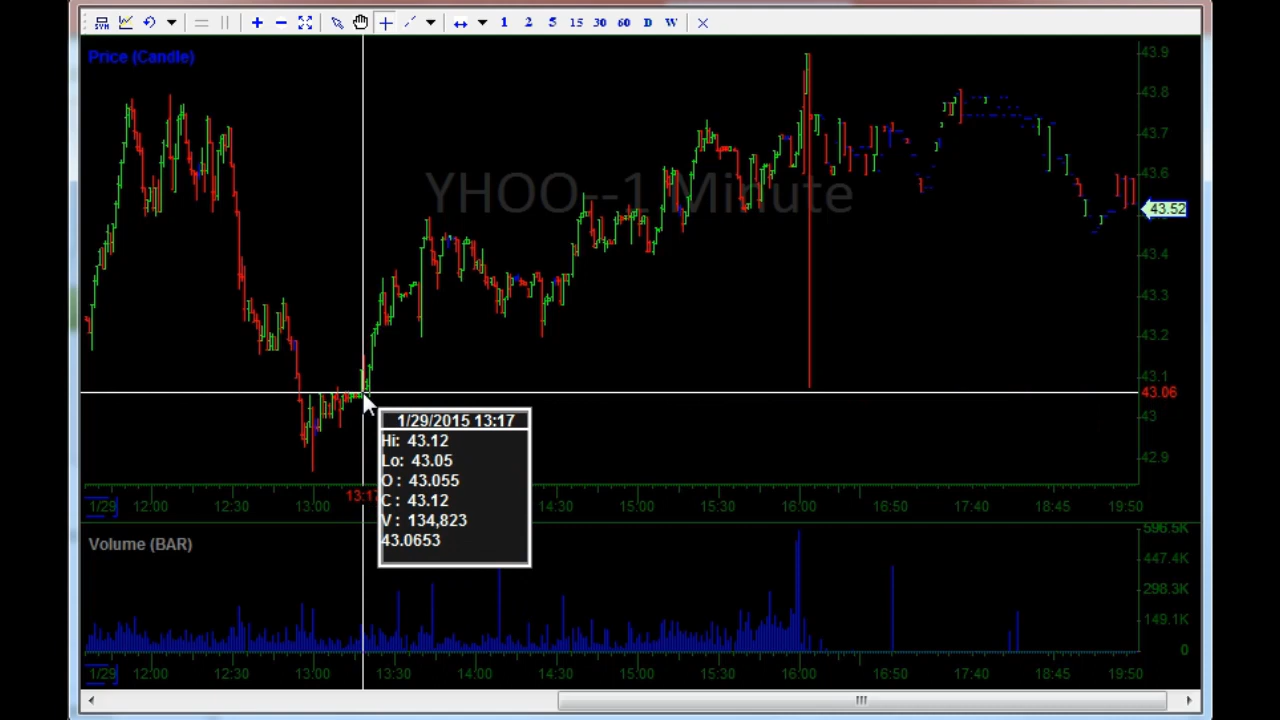 SYM 1 2 5 15 30 60 D W
Price (Candle)
YHOO--1 Minute
43.9
43.8
43.7
43.6
43.52
43.4
43.3
43.2
43.1
43.06
43
42.9
1/29/2015 13:17
Hi: 43.12
Lo: 43.05
O : 43.055
C : 43.12
V : 134,823
43.0653
1/29 12:00 12:30 13:00 13:17 14:30 15:00 15:30 16:00 16:50 17:40 18:45 19:50
Volume (BAR)
596.5K
447.4K
298.3K
149.1K
0
1/29 12:00 12:30 13:00 13:30 14:00 14:30 15:00 15:30 16:00 16:50 17:40 18:45 19:50